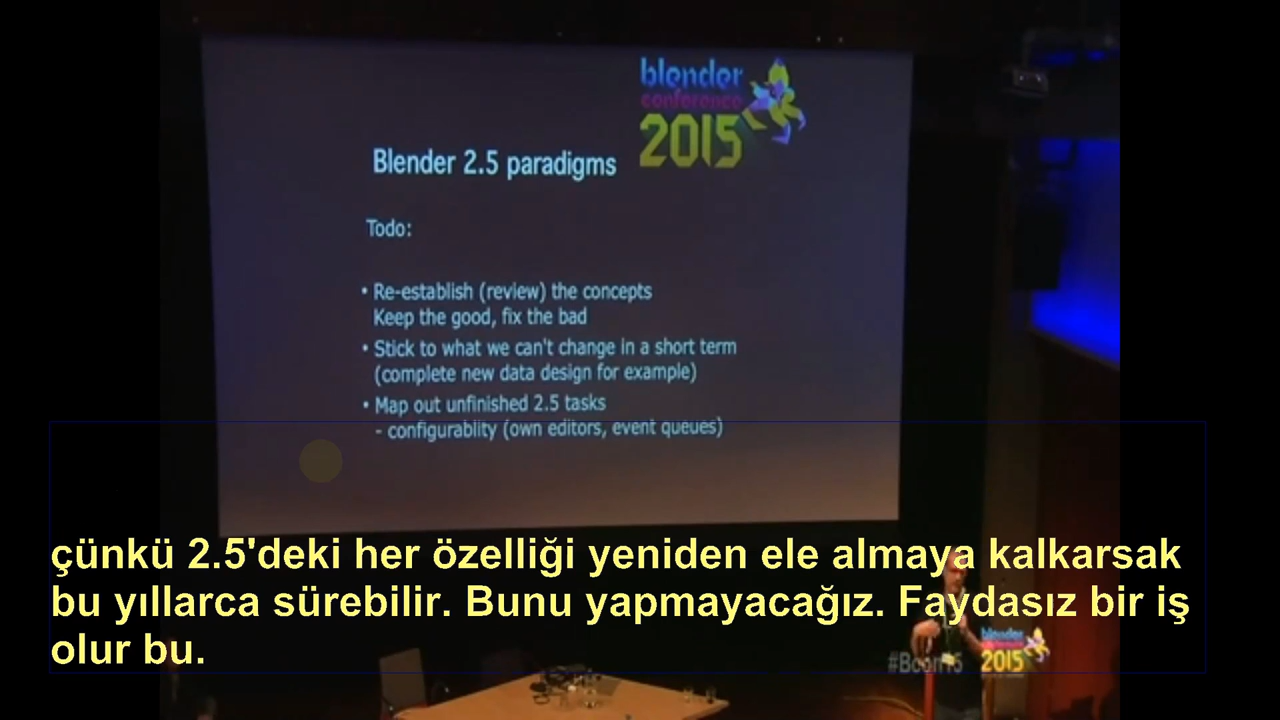 blender
conference
2015
Blender 2.5 paradigms
Todo:
• Re-establish (review) the concepts
Keep the good, fix the bad
• Stick to what we can't change in a short term
(complete new data design for example)
• Map out unfinished 2.5 tasks
- configurablity (own editors, event queues)
çünkü 2.5'deki her özelliği yeniden ele almaya kalkarsak
bu yıllarca sürebilir. Bunu yapmayacağız. Faydasız bir iş
olur bu.
#Bcon15
blender
2015